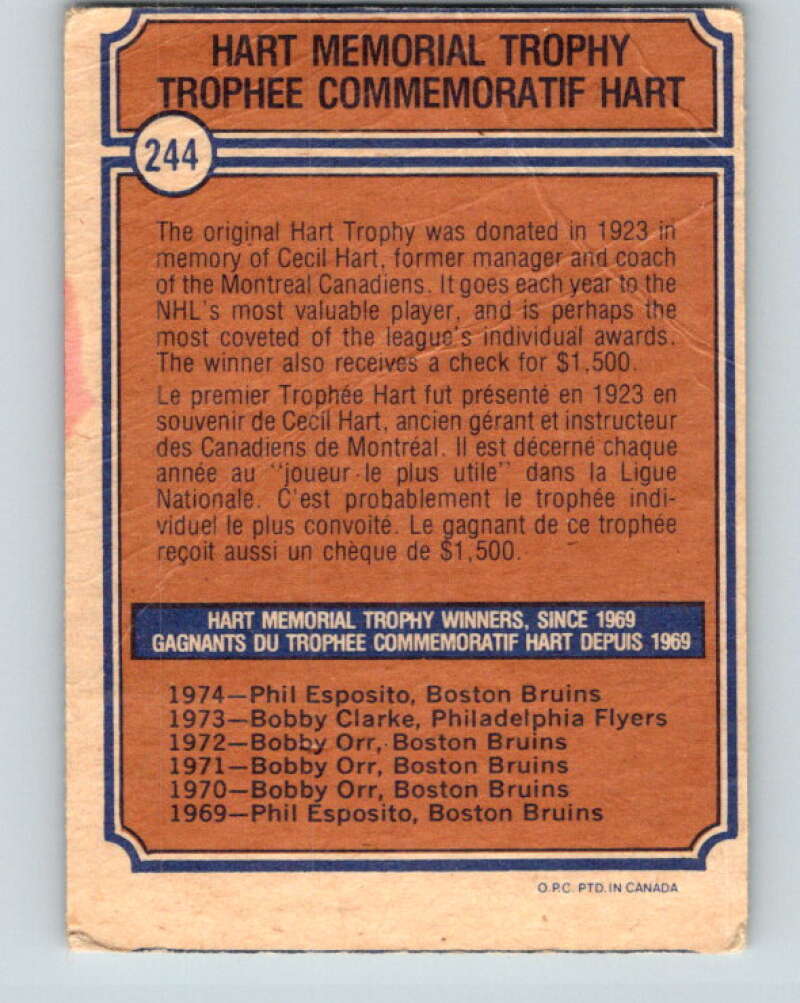 HART MEMORIAL TROPHY
TROPHEE COMMEMORATIF HART
244
The original Hart Trophy was donated in 1923 in
memory of Cecil Hart, former manager and coach
of the Montreal Canadiens. It goes each year to the
NHL's most valuable player, and is perhaps the
most coveted of the league's individual awards.
The winner also receives a check for $1,500.
Le premier Trophée Hart fut présenté en 1923 en
souvenir de Cecil Hart, ancien gérant et instructeur
des Canadiens de Montréal. Il est décerné chaque
année au "joueur le plus utile" dans la Ligue
Nationale. C'est probablement le trophée indi-
viduel le plus convoité. Le gagnant de ce trophée
reçoit aussi un chèque de $1,500.
HART MEMORIAL TROPHY WINNERS, SINCE 1969
GAGNANTS DU TROPHEE COMMEMORATIF HART DEPUIS 1969
1974—Phil Esposito, Boston Bruins
1973—Bobby Clarke, Philadelphia Flyers
1972—Bobby Orr, Boston Bruins
1971—Bobby Orr, Boston Bruins
1970—Bobby Orr, Boston Bruins
1969—Phil Esposito, Boston Bruins
O.P.C. PTD. IN CANADA